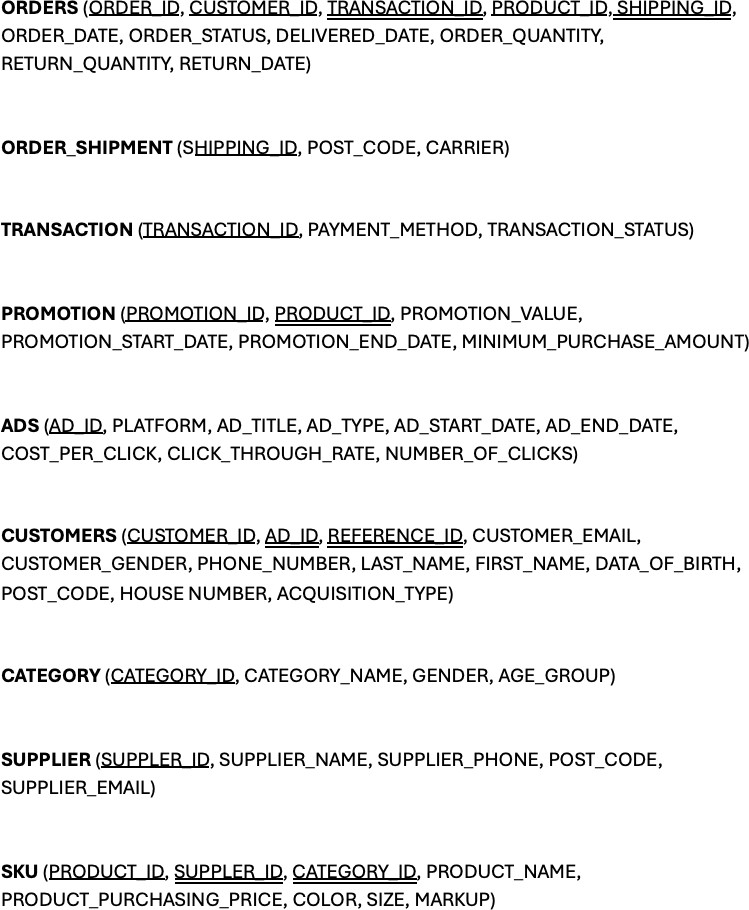 ORDERS (ORDER_ID, CUSTOMER_ID, TRANSACTION_ID, PRODUCT_ID, SHIPPING_ID,
ORDER_DATE, ORDER_STATUS, DELIVERED_DATE, ORDER_QUANTITY,
RETURN_QUANTITY, RETURN_DATE)
ORDER_SHIPMENT (SHIPPING_ID, POST_CODE, CARRIER)
TRANSACTION (TRANSACTION_ID, PAYMENT_METHOD, TRANSACTION_STATUS)
PROMOTION (PROMOTION_ID, PRODUCT_ID, PROMOTION_VALUE,
PROMOTION_START_DATE, PROMOTION_END_DATE, MINIMUM_PURCHASE_AMOUNT)
ADS (AD_ID, PLATFORM, AD_TITLE, AD_TYPE, AD_START_DATE, AD_END_DATE,
COST_PER_CLICK, CLICK_THROUGH_RATE, NUMBER_OF_CLICKS)
CUSTOMERS (CUSTOMER_ID, AD_ID, REFERENCE_ID, CUSTOMER_EMAIL,
CUSTOMER_GENDER, PHONE_NUMBER, LAST_NAME, FIRST_NAME, DATA_OF_BIRTH,
POST_CODE, HOUSE NUMBER, ACQUISITION_TYPE)
CATEGORY (CATEGORY_ID, CATEGORY_NAME, GENDER, AGE_GROUP)
SUPPLIER (SUPPLER_ID, SUPPLIER_NAME, SUPPLIER_PHONE, POST_CODE,
SUPPLIER_EMAIL)
SKU (PRODUCT_ID, SUPPLER_ID, CATEGORY_ID, PRODUCT_NAME,
PRODUCT_PURCHASING_PRICE, COLOR, SIZE, MARKUP)